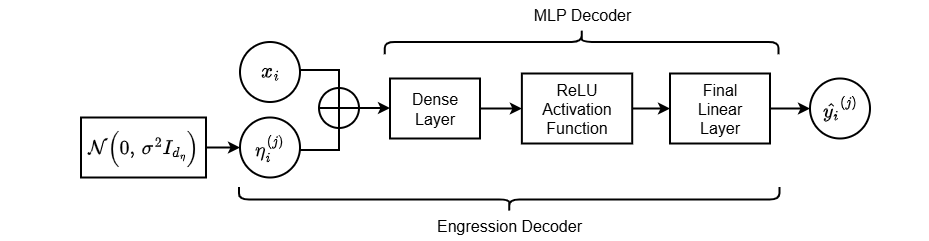 MLP Decoder
x_i
Dense
Layer
ReLU
Activation
Function
Final
Linear
Layer
ŷ_i^{(j)}
𝒩(0, σ²I_{d_η})
η_i^{(j)}
Engression Decoder